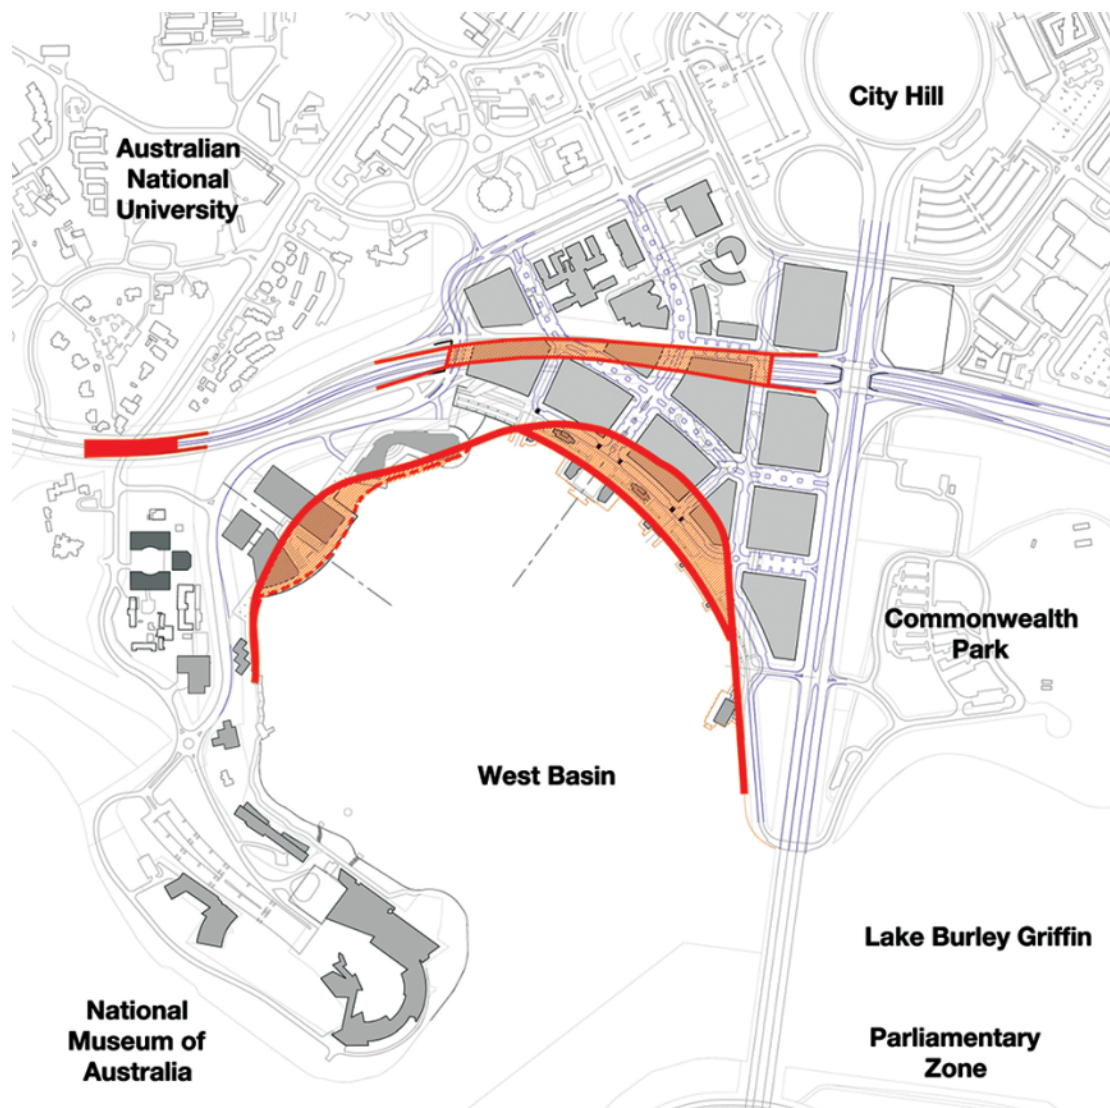 City Hill
Australian
National
University
Commonwealth
Park
West Basin
Lake Burley Griffin
National
Museum of
Australia
Parliamentary
Zone